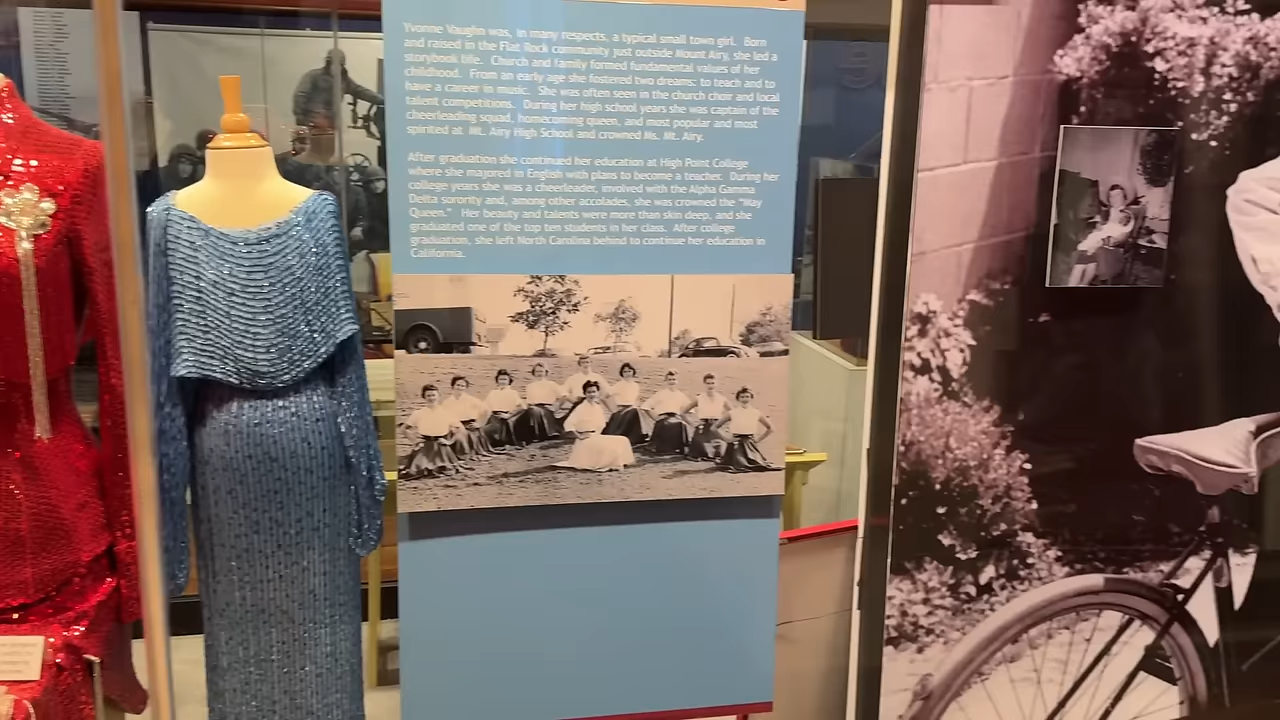 Yvonne Vaughn was, in many respects, a typical small town girl. Born
and raised in the Flat Rock community just outside Mount Airy, she led a
storybook life. Church and family formed fundamental values of her
childhood. From an early age she fostered two dreams: to teach and to
have a career in music. She was often seen in the church choir and local
talent competitions. During her high school years she was captain of the
cheerleading squad, homecoming queen, and most popular and most
spirited at Mt. Airy High School and crowned Ms. Mt. Airy.
After graduation she continued her education at High Point College
where she majored in English with plans to become a teacher. During her
college years she was a cheerleader, involved with the Alpha Gamma
Delta sorority and, among other accolades, she was crowned the "May
Queen." Her beauty and talents were more than skin deep, and she
graduated one of the top ten students in her class. After college
graduation, she left North Carolina behind to continue her education in
California.